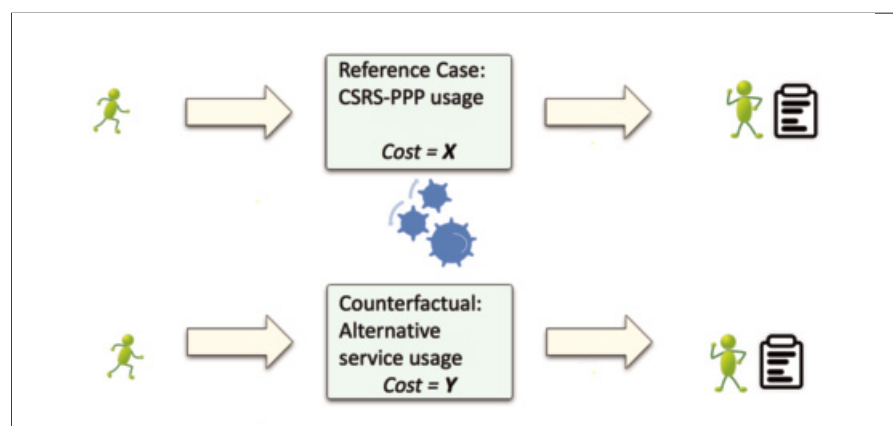 Reference Case:
CSRS-PPP usage
Cost = X
Counterfactual:
Alternative
service usage
Cost = Y